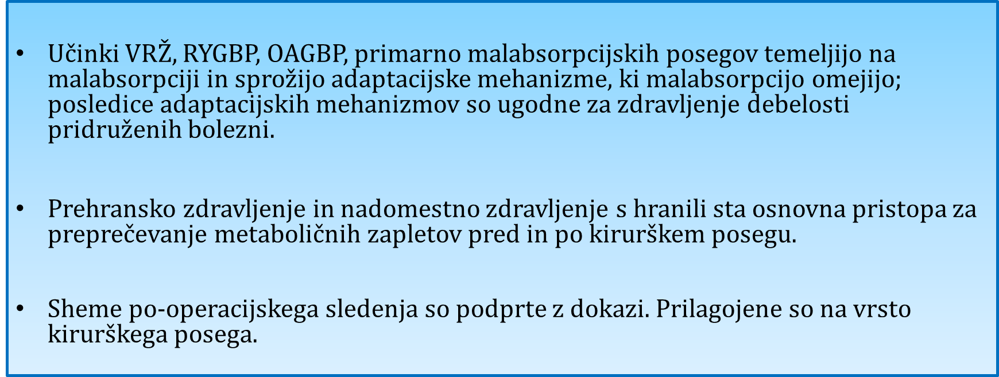 • Učinki VRŽ, RYGBP, OAGBP, primarno malabsorpcijskih posegov temeljijo na
malabsorpciji in sprožijo adaptacijske mehanizme, ki malabsorpcijo omejijo;
posledice adaptacijskih mehanizmov so ugodne za zdravljenje debelosti
pridruženih bolezni.
• Prehransko zdravljenje in nadomestno zdravljenje s hranili sta osnovna pristopa za
preprečevanje metaboličnih zapletov pred in po kirurškem posegu.
• Sheme po-operacijskega sledenja so podprte z dokazi. Prilagojene so na vrsto
kirurškega posega.